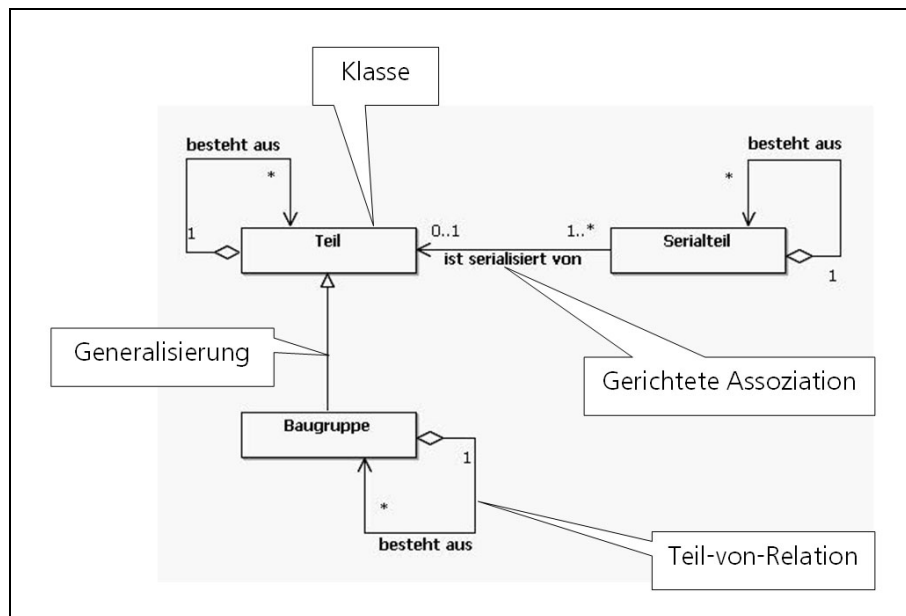 Klasse
besteht aus
*
1
Teil
0..1
1..*
ist serialisiert von
besteht aus
*
Serialteil
1
Generalisierung
Gerichtete Assoziation
Baugruppe
1
*
besteht aus
Teil-von-Relation